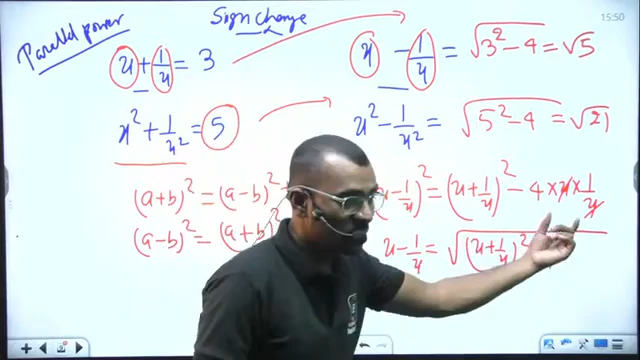 Parallel power
Sign change
15:50
x + 1/x = 3
x - 1/x = √(3² - 4) = √5
x² + 1/x² = 5
x² - 1/x² = √(5² - 4) = √21
(a+b)² = (a-b)²
x - 1/x)² = (x + 1/x)² - 4 × x × 1/x
(a-b)² = (a+b)²
x - 1/x = √(x + 1/x)²